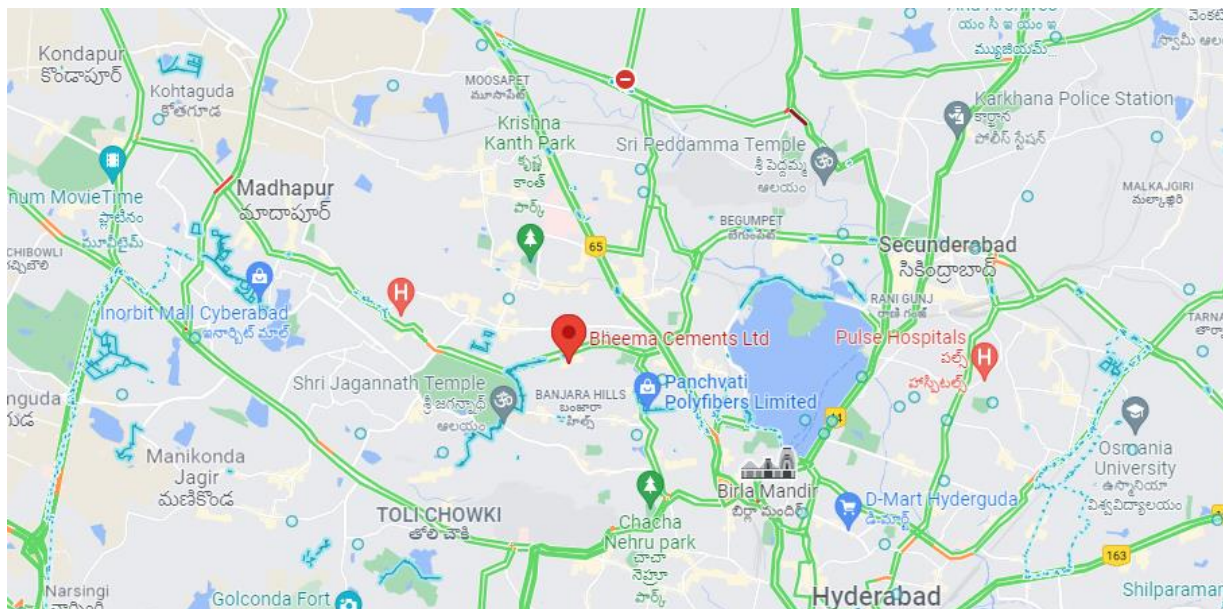 యం సి ఇ యం ఇ
మ్యూజియమ్...
Kondapur
కొండాపూర్
Kohtaguda
కోతగూడ
MOOSAPET
మూసాపేట్
Krishna
Kanth Park
కృష్ణ
కాంత్
పార్క్
Sri Peddamma Temple
శ్రీ పెద్దమ్మ
ఆలయం
Karkhana Police Station
కార్ఖానా
పోలీస్ స్టేషన్
MALKAJGIRI
మల్కాజ్గిరి
num MovieTime
ప్లాటినం
మూవీటైమ్
Madhapur
మాదాపూర్
65
BEGUMPET
బేగంపేట్
Secunderabad
సికింద్రాబాద్
CHIBOWLI
Inorbit Mall Cyberabad
ఇనార్బిట్ మాల్
RANI GUNJ
రాణి గంజ్
TARNA
Bheema Cements Ltd
Pulse Hospitals
పల్స్
హాస్పిటల్స్
H
H
Shri Jagannath Temple
శ్రీ జగన్నాథ్
ఆలయం
BANJARA HILLS
బంజారా
హిల్స్
Panchvati
Polyfibers Limited
Osmania
University
ఉస్మానియా
విశ్వవిద్యాలయం
Manikonda
Jagir
మణికొండ
TOLI CHOWKI
తోలి చౌకి
Chacha
Nehru park
చాచా
నెహ్రూ
పార్క్
Birla Mandir
బిర్లా మందిర్
D-Mart Hyderguda
డి-మార్ట్
163
Narsingi
Golconda Fort
Hyderabad
Shilparamam